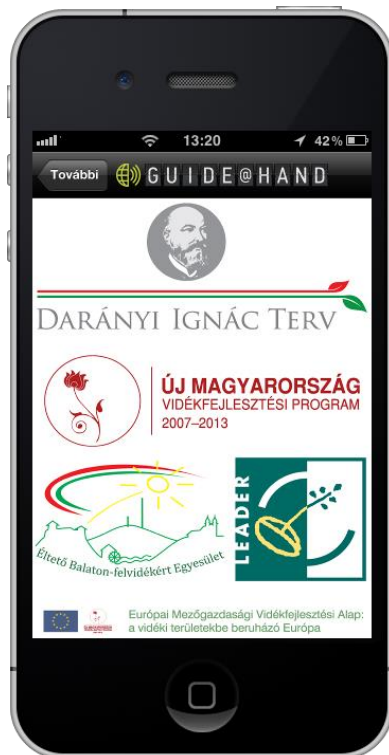 13:20
42%
További
GUIDE@HAND
DARÁNYI IGNÁC TERV
ÚJ MAGYARORSZÁG
VIDÉKFEJLESZTÉSI PROGRAM
2007–2013
Éltető Balaton-felvidékért Egyesület
LEADER
Európai Mezőgazdasági Vidékfejlesztési Alap:
a vidéki területekbe beruházó Európa